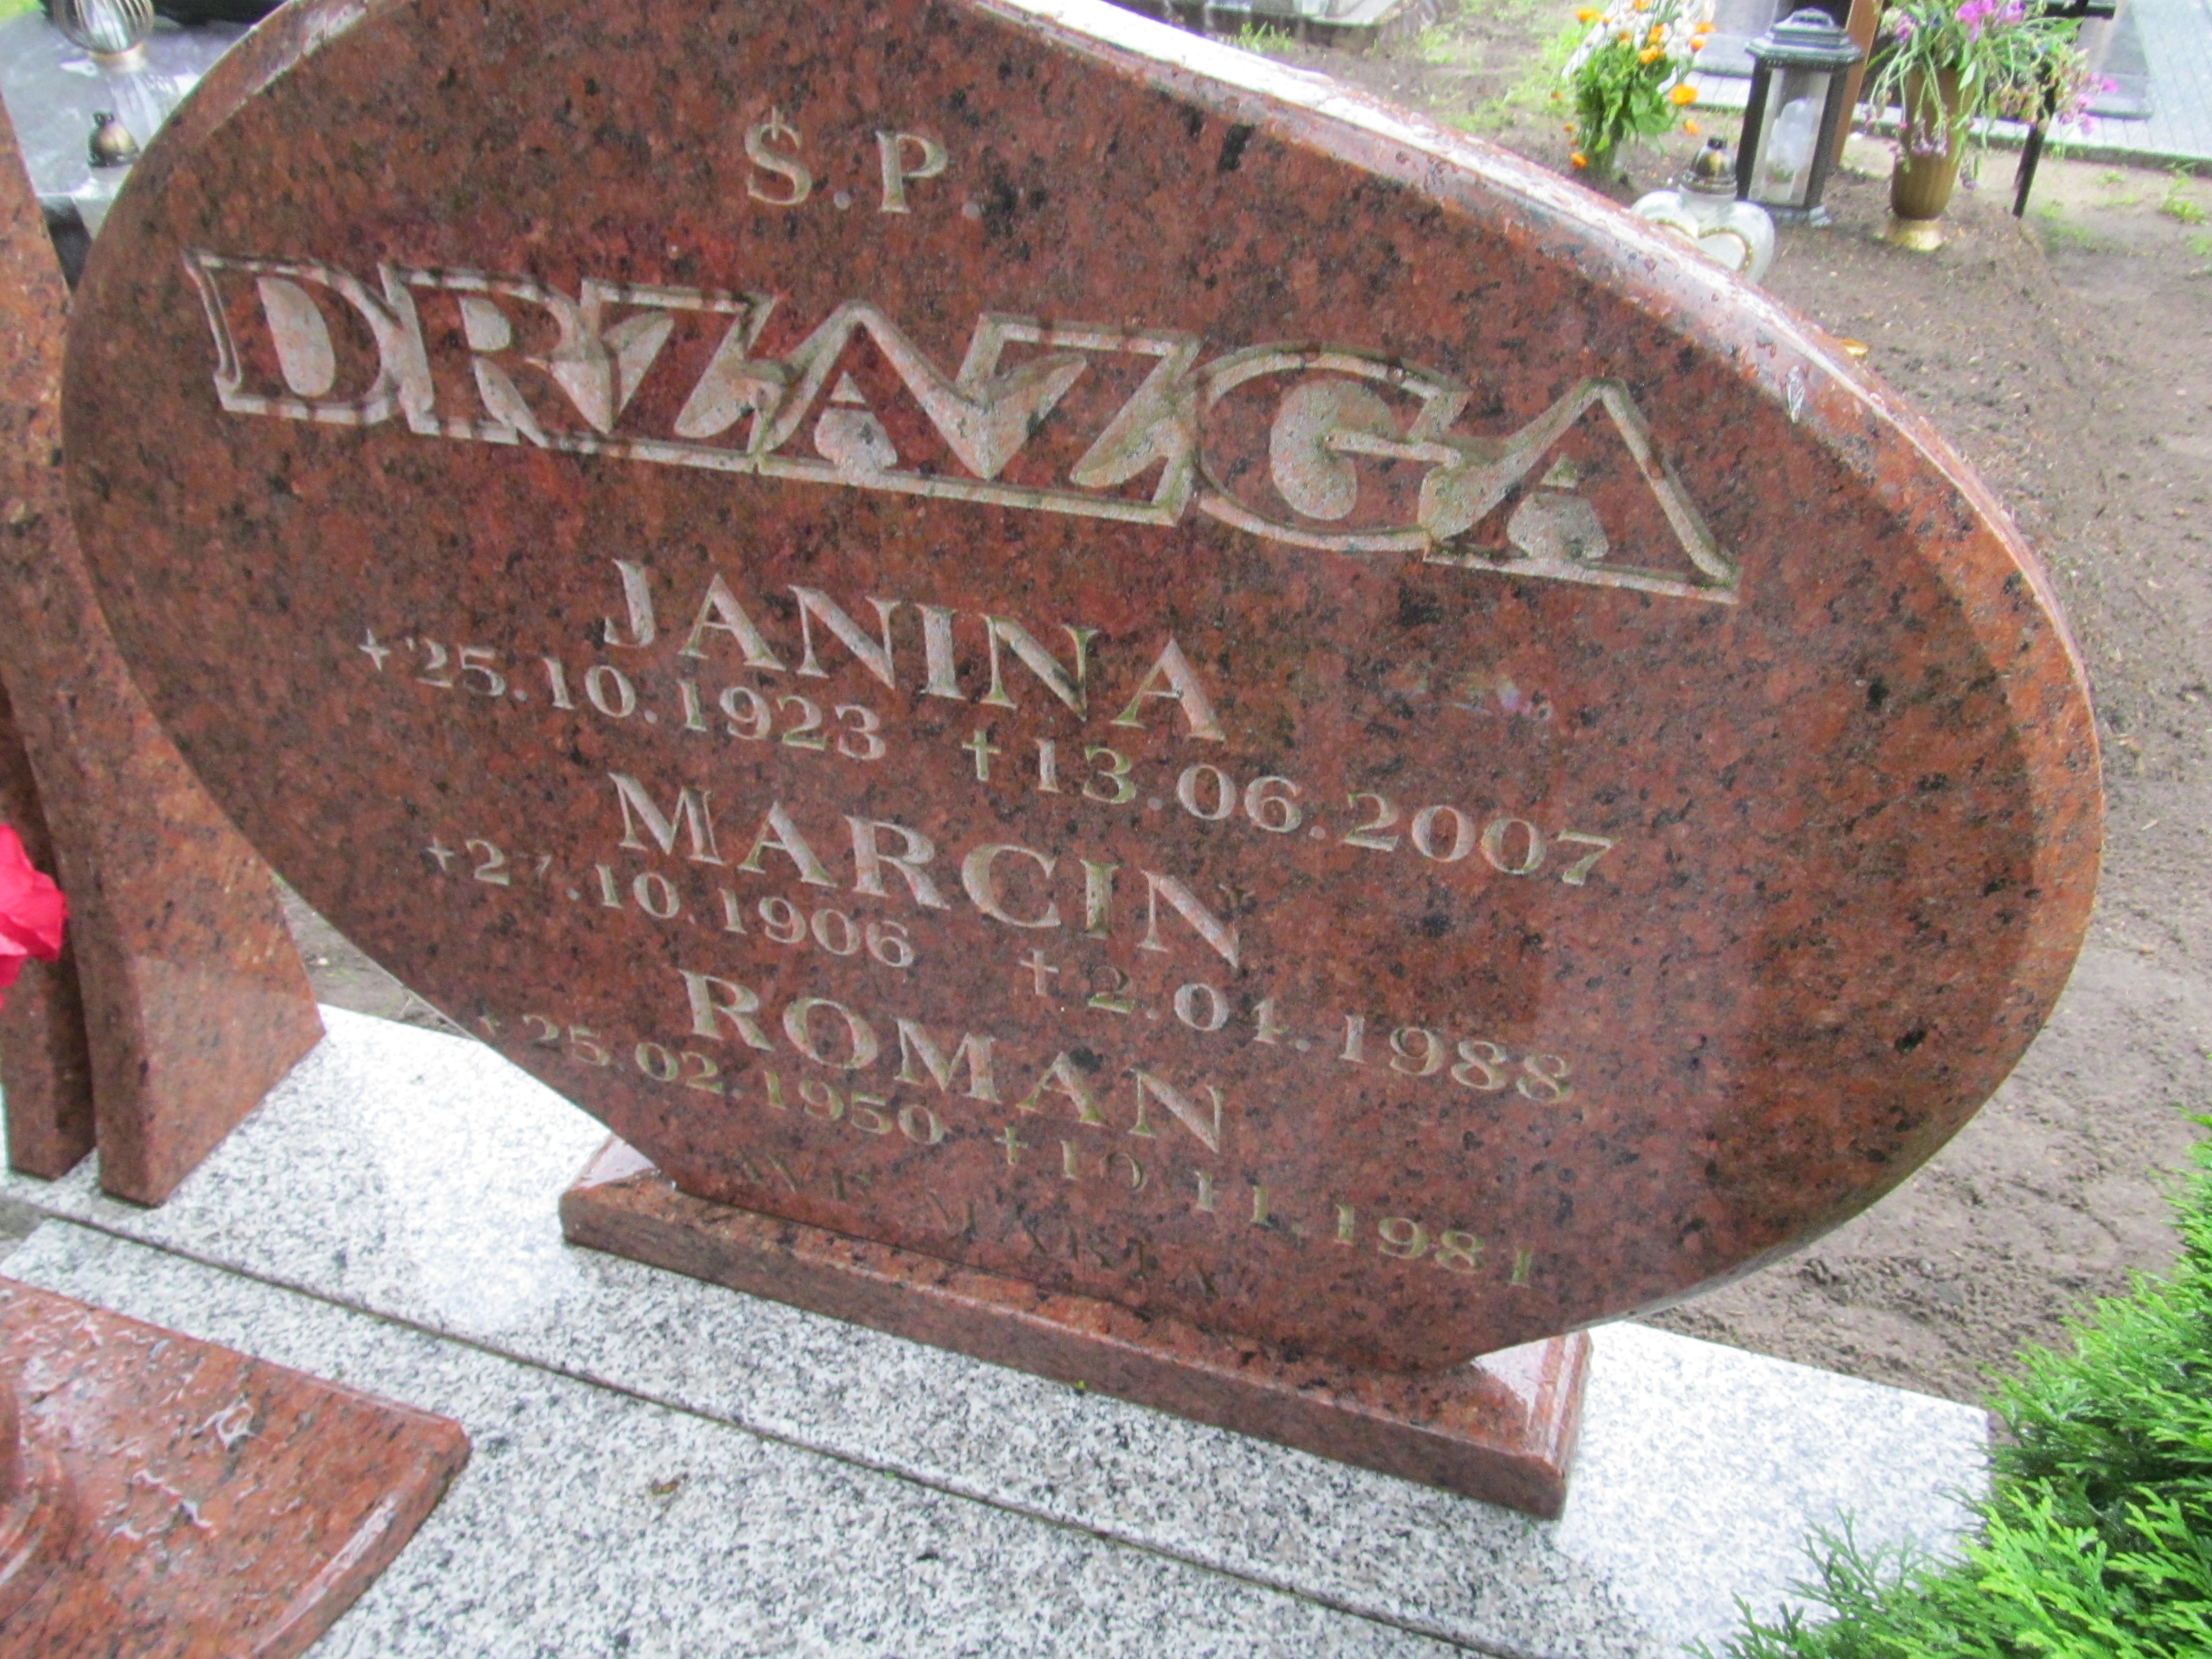 Ś.P.
DRZAZGA
JANINA
*25.10.1923 †13.06.2007
MARCIN
*27.10.1906 †2.01.1988
ROMAN
*25.02.1950 †10.11.1981